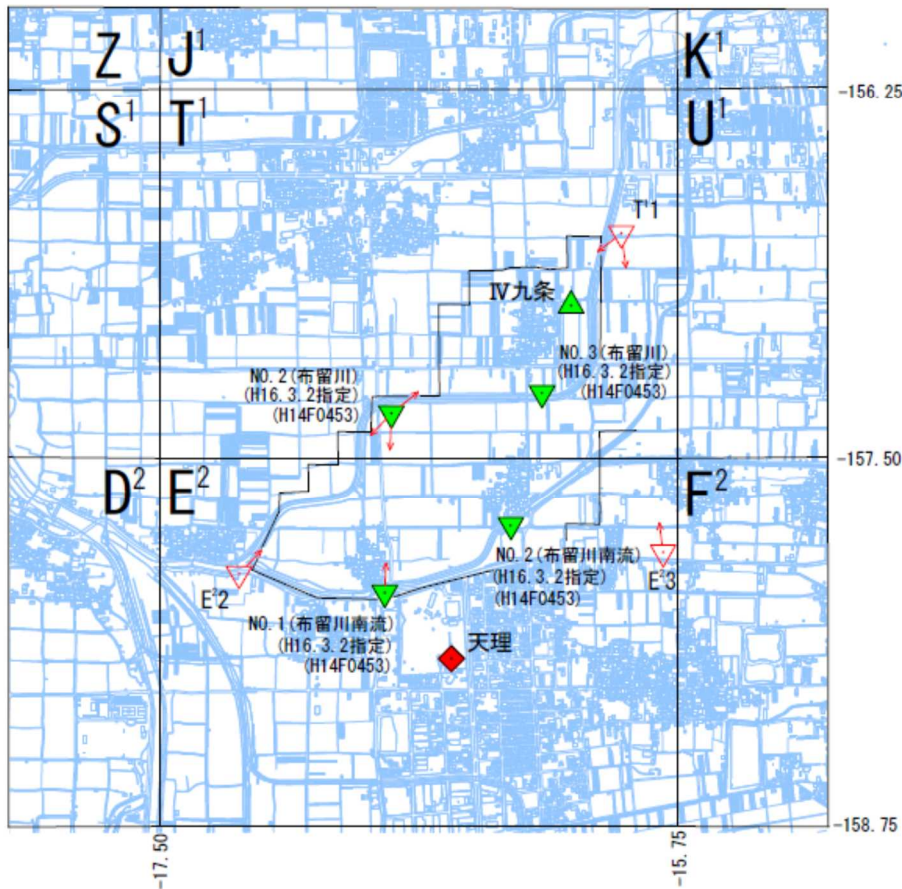 Z J¹ K¹
-156.25
S¹ T¹ U¹
T¹1
Ⅳ九条
NO.3(布留川)
(H16.3.2指定)
(H14F0453)
NO.2(布留川)
(H16.3.2指定)
(H14F0453)
-157.50
D² E² F²
E²2
NO.2(布留川南流)
(H16.3.2指定)
(H14F0453)
E²3
NO.1(布留川南流)
(H16.3.2指定)
(H14F0453)
天理
-158.75
-17.50
-15.75